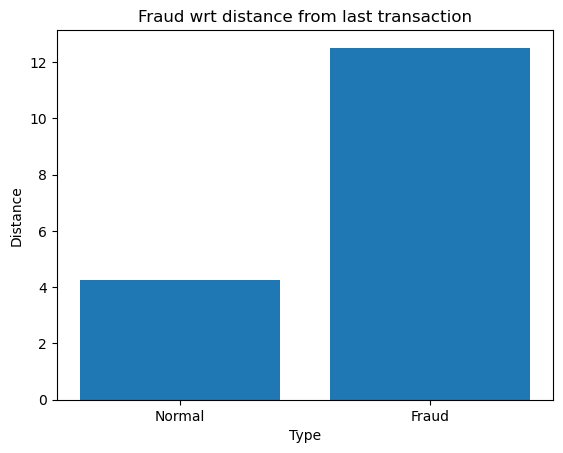 Fraud wrt distance from last transaction
12
10
8
6
4
2
0
Distance
Normal Fraud
Type